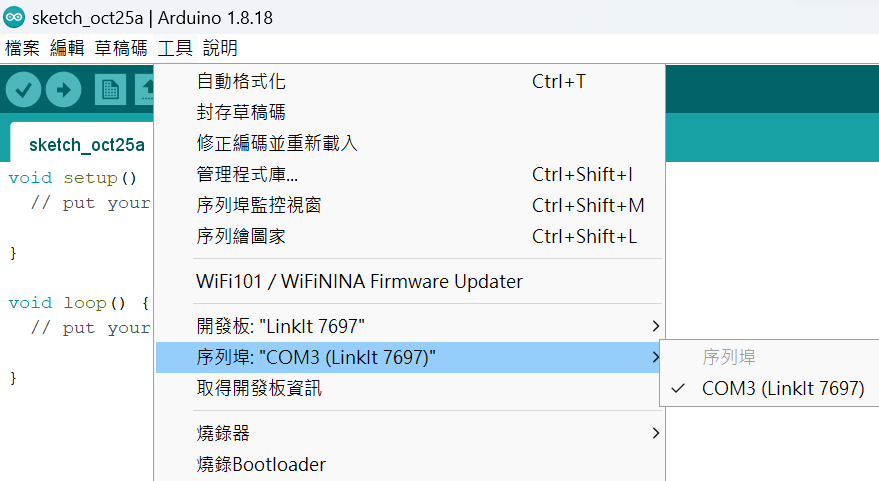 sketch_oct25a | Arduino 1.8.18
檔案 編輯 草稿碼 工具 說明
sketch_oct25a
void setup()
// put your
}
void loop() {
// put your
}
自動格式化 Ctrl+T
封存草稿碼
修正編碼並重新載入
管理程式庫... Ctrl+Shift+I
序列埠監控視窗 Ctrl+Shift+M
序列繪圖家 Ctrl+Shift+L
WiFi101 / WiFiNINA Firmware Updater
開發板: "LinkIt 7697"
序列埠: "COM3 (LinkIt 7697)"
取得開發板資訊
燒錄器
燒錄Bootloader
序列埠
COM3 (LinkIt 7697)